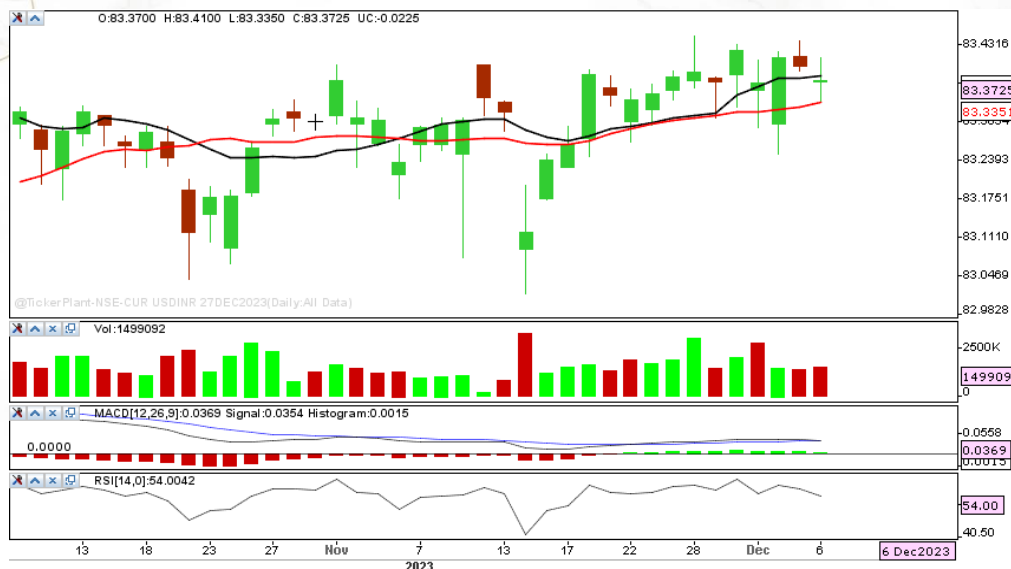 O:83.3700 H:83.4100 L:83.3350 C:83.3725 UC:-0.0225
83.4316
83.3725
83.3351
83.2393
83.1751
83.1110
83.0469
82.9828
@TickerPlant-NSE-CUR USDINR 27DEC2023(Daily:All Data)
Vol:1499092
2500K
149909
0
MACD[12,26,9]:0.0369 Signal:0.0354 Histogram:0.0015
0.0558
0.0000
0.0369
0.0015
RSI[14,0]:54.0042
54.00
40.50
13 18 23 27 Nov 7 13 17 22 28 Dec 6
6 Dec2023
2023